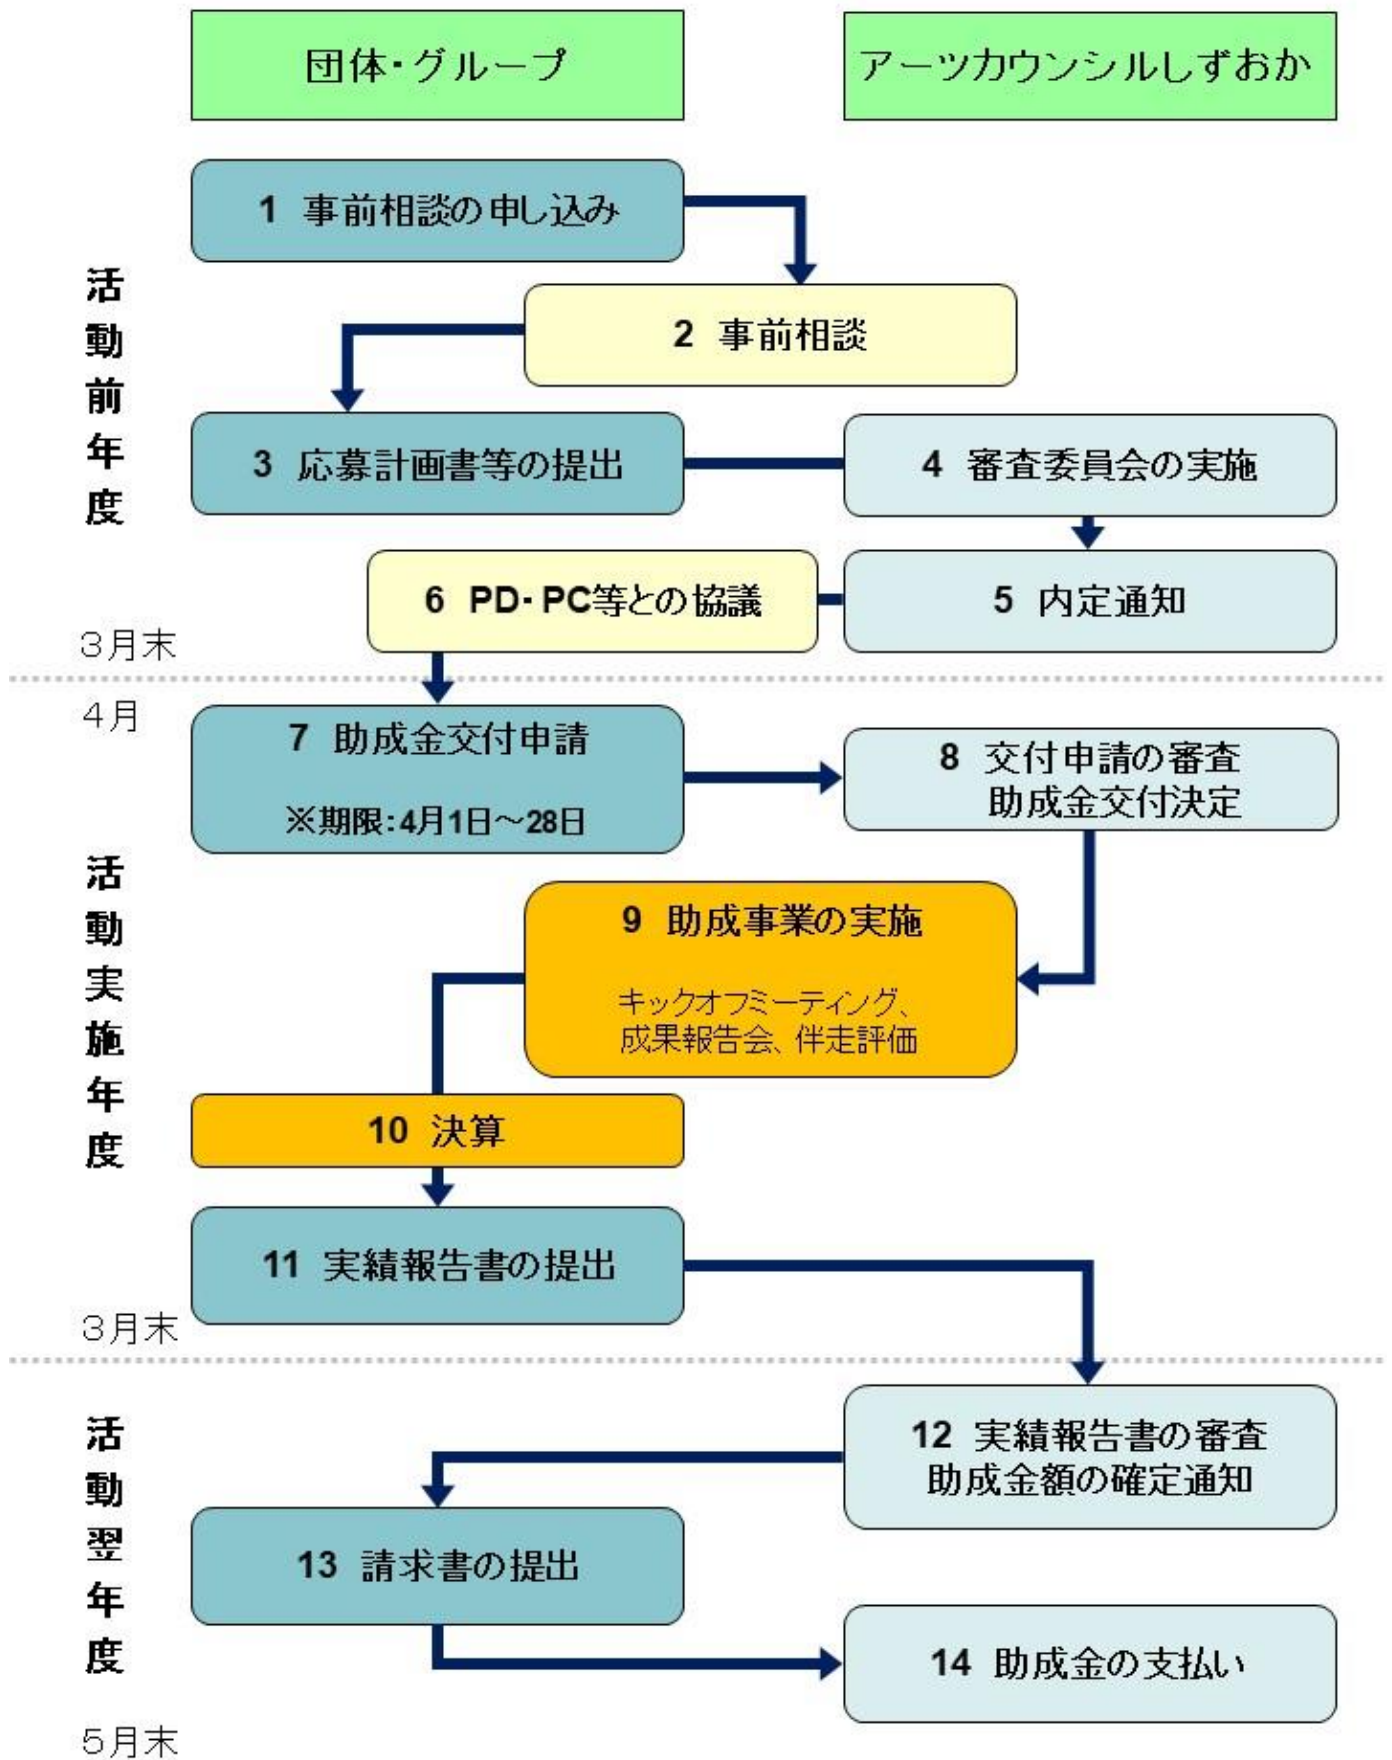 団体・グループ
アーツカウンシルしずおか
活動前年度
1 事前相談の申し込み
2 事前相談
3 応募計画書等の提出
4 審査委員会の実施
5 内定通知
6 PD・PC等との協議
3月末
4月
活動実施年度
7 助成金交付申請
※期限:4月1日～28日
8 交付申請の審査
助成金交付決定
9 助成事業の実施
キックオフミーティング、
成果報告会、伴走評価
10 決算
11 実績報告書の提出
3月末
活動翌年度
12 実績報告書の審査
助成金額の確定通知
13 請求書の提出
14 助成金の支払い
5月末